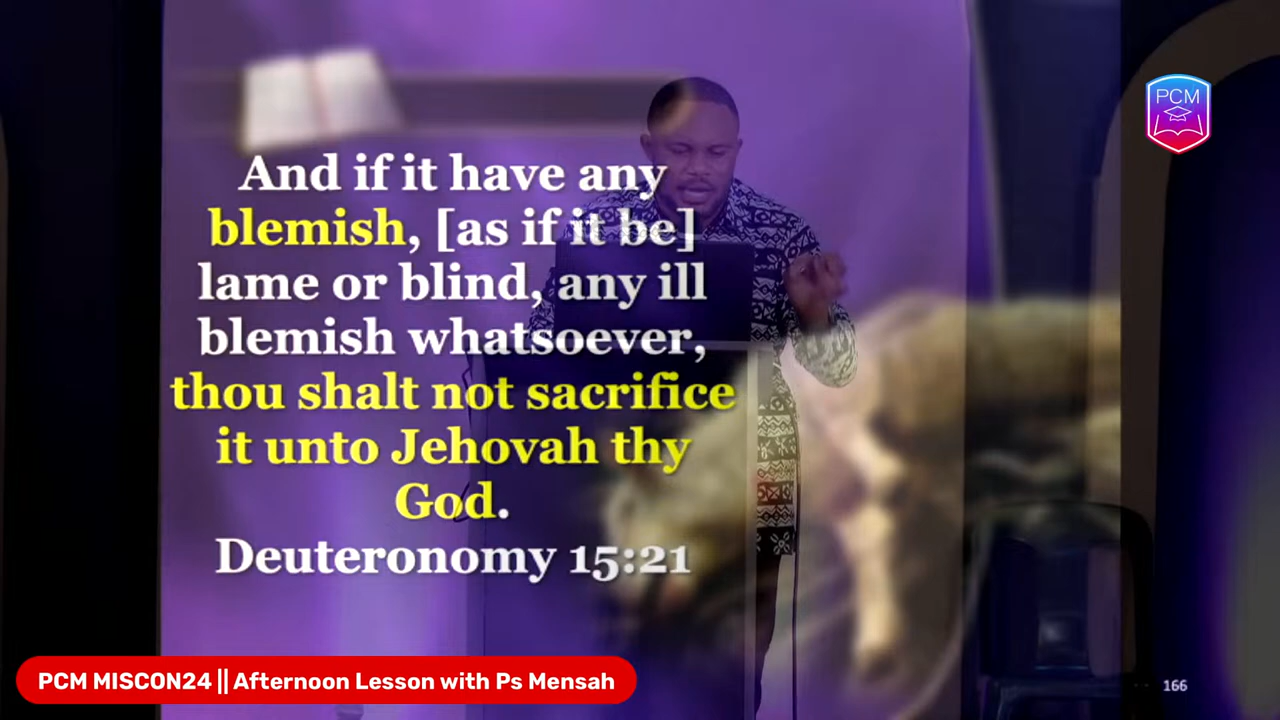 And if it have any
blemish, [as if it be]
lame or blind, any ill
blemish whatsoever,
thou shalt not sacrifice
it unto Jehovah thy
God.
Deuteronomy 15:21
PCM
PCM MISCON24 || Afternoon Lesson with Ps Mensah
166